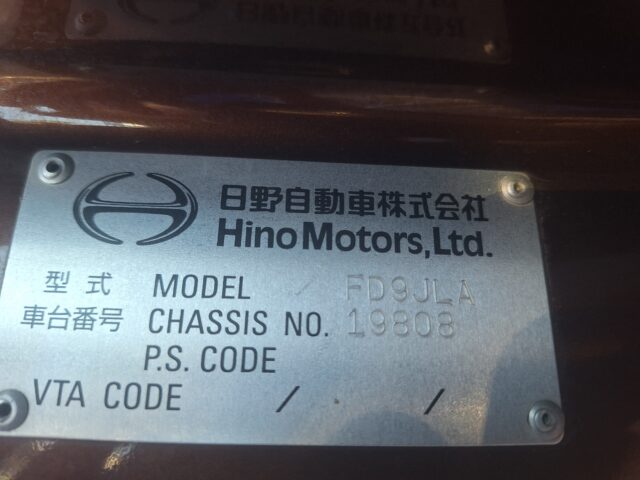 日野自動車株式会社
Hino Motors, Ltd.
型式 MODEL / FD9JLA
車台番号 CHASSIS NO. 19808
P.S. CODE
VTA CODE / /